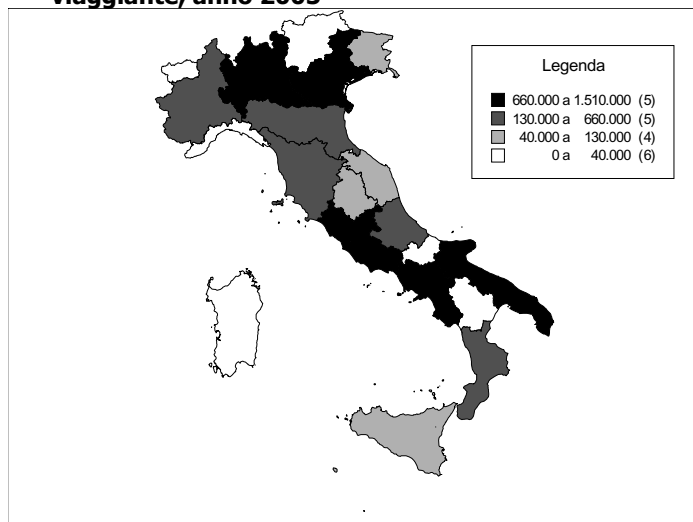 viaggiante, anno 2003
Legenda
660.000 a 1.510.000 (5)
130.000 a 660.000 (5)
40.000 a 130.000 (4)
0 a 40.000 (6)